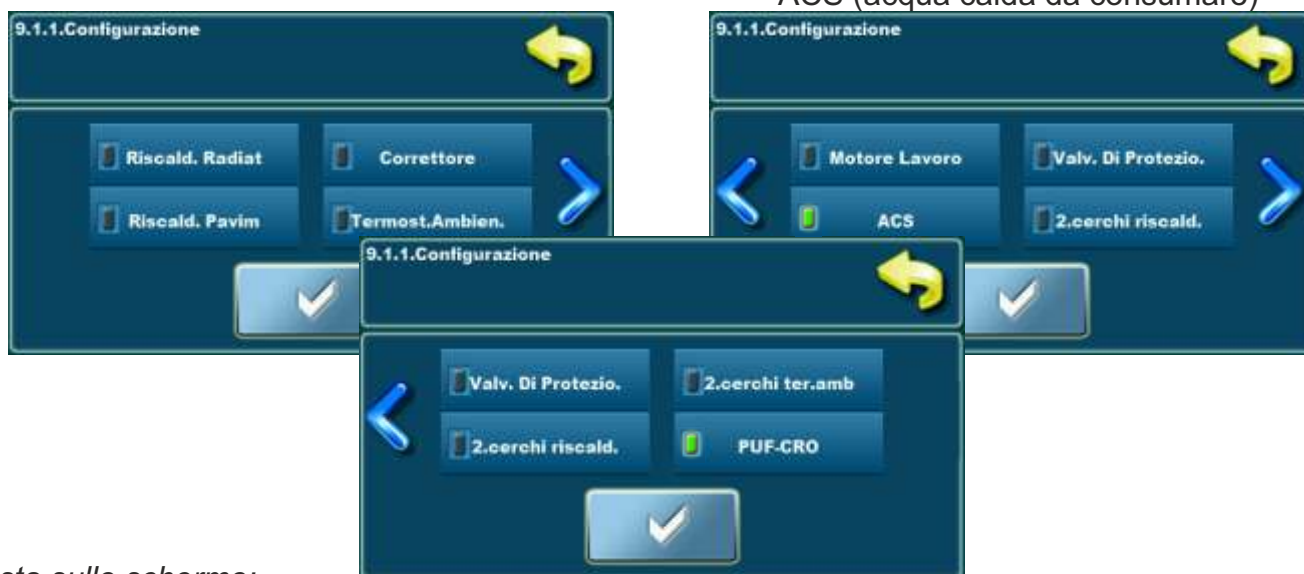 ACS (acqua calda da consumare)
9.1.1.Configurazione
Riscald. Radiat
Correttore
Riscald. Pavim
Termost.Ambien.
9.1.1.Configurazione
Motore Lavoro
Valv. Di Protezio.
ACS
2.cerchi riscald.
9.1.1.Configurazione
Valv. Di Protezio.
2.cerchi ter.amb
2.cerchi riscald.
PUF-CRO
sullo schermo: